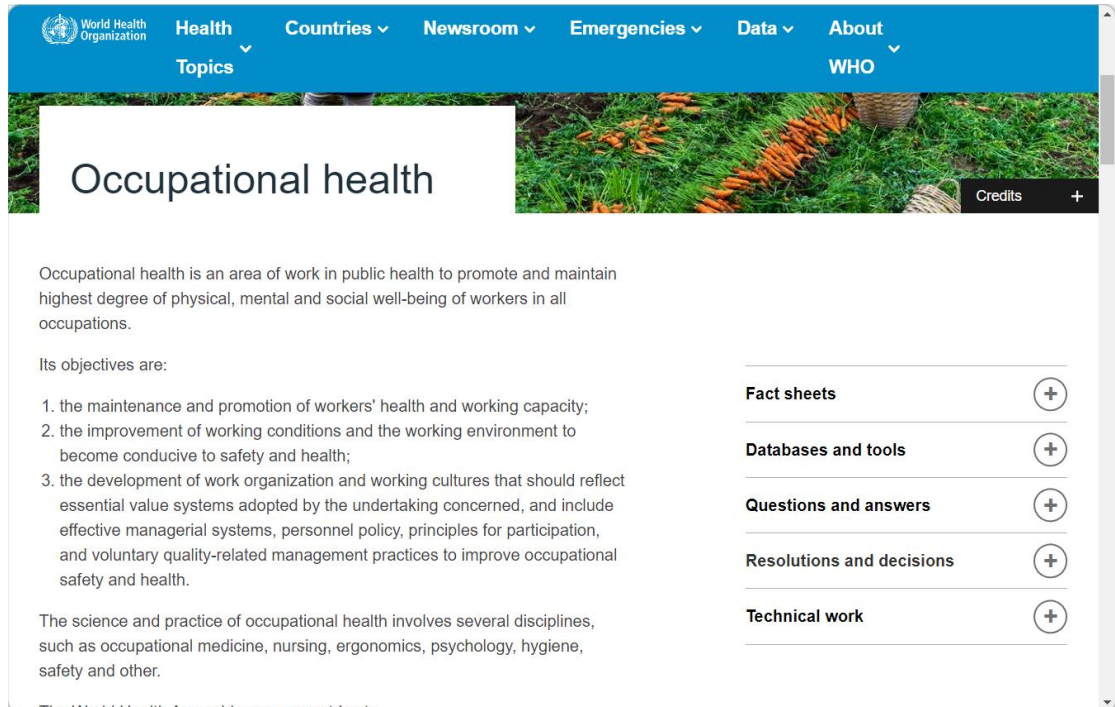 World Health
Organization
Health
Topics
Countries
Newsroom
Emergencies
Data
About
WHO
Occupational health
Credits +
Occupational health is an area of work in public health to promote and maintain
highest degree of physical, mental and social well-being of workers in all
occupations.
Its objectives are:
1. the maintenance and promotion of workers' health and working capacity;
2. the improvement of working conditions and the working environment to
become conducive to safety and health;
3. the development of work organization and working cultures that should reflect
essential value systems adopted by the undertaking concerned, and include
effective managerial systems, personnel policy, principles for participation,
and voluntary quality-related management practices to improve occupational
safety and health.
The science and practice of occupational health involves several disciplines,
such as occupational medicine, nursing, ergonomics, psychology, hygiene,
safety and other.
Fact sheets
Databases and tools
Questions and answers
Resolutions and decisions
Technical work